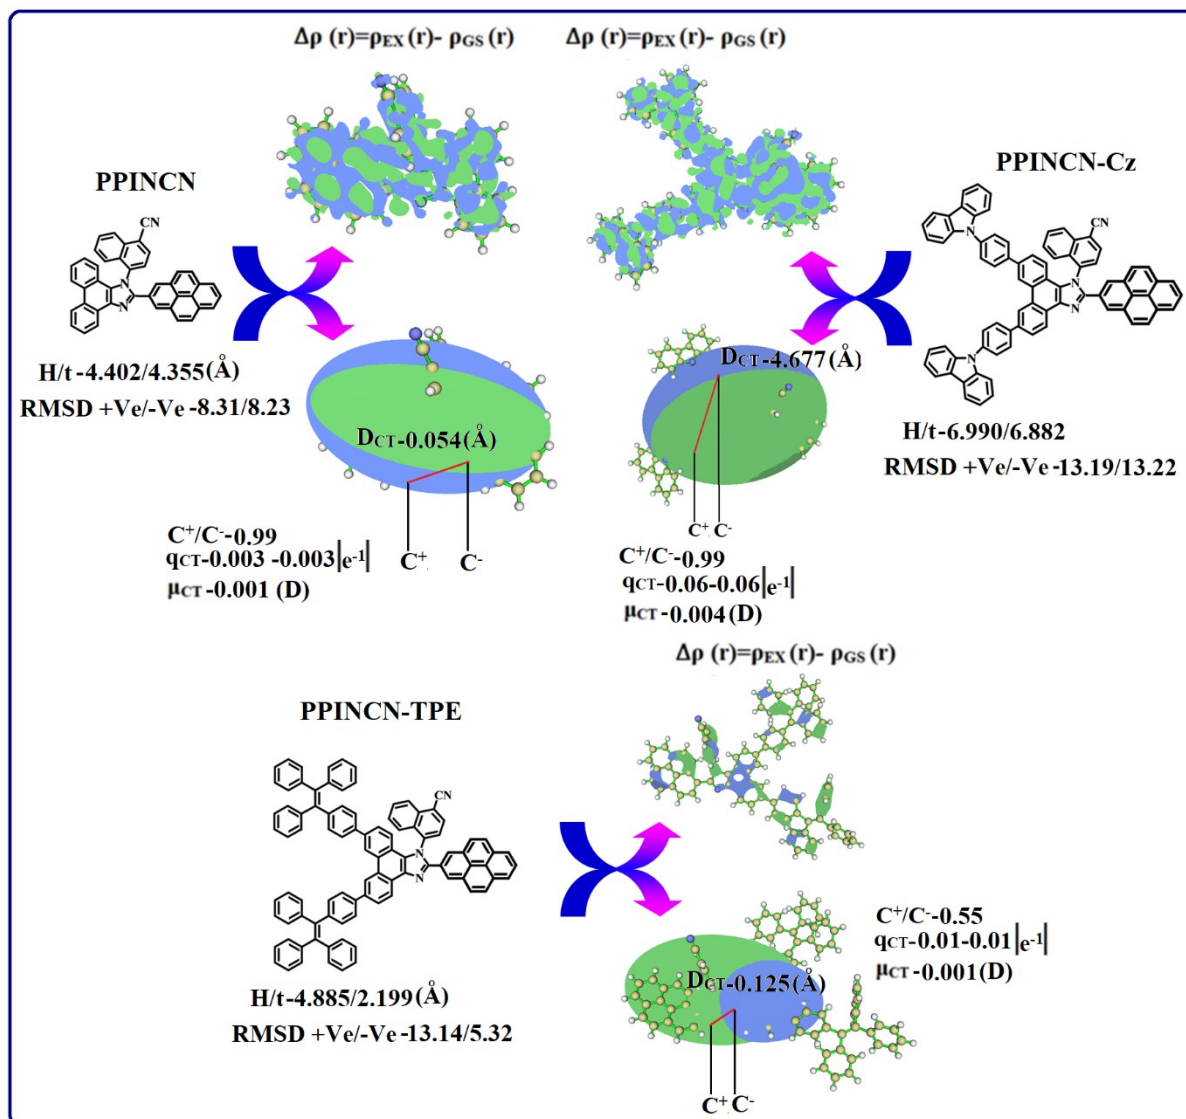 Δρ (r)=ρEX (r)- ρGS (r)
Δρ (r)=ρEX (r)- ρGS (r)
PPINCN
CN
N
N
H/t-4.402/4.355(Å)
RMSD +Ve/-Ve -8.31/8.23
DCT-0.054(Å)
C+/C--0.99
qCT-0.003 -0.003|e-1|
μCT-0.001 (D)
C+
C-
PPINCN-Cz
N
CN
N
N
N
H/t-6.990/6.882
RMSD +Ve/-Ve-13.19/13.22
DCT-4.677(Å)
C+
C-
C+/C--0.99
qCT-0.06-0.06|e-1|
μCT-0.004(D)
Δρ (r)=ρEX (r)- ρGS (r)
PPINCN-TPE
CN
N
N
H/t-4.885/2.199(Å)
RMSD +Ve/-Ve-13.14/5.32
DCT-0.125(Å)
C+/C--0.55
qCT-0.01-0.01|e-1|
μCT-0.001(D)
C+
C-